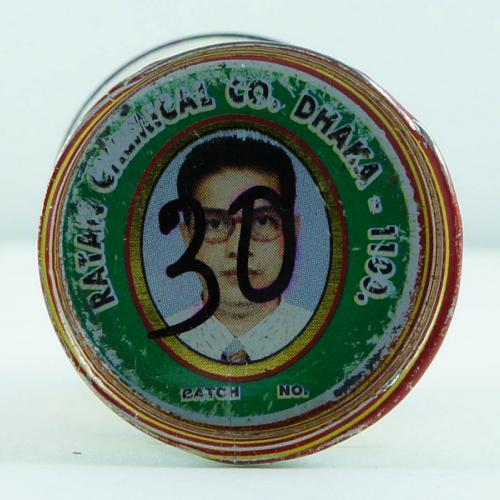 RATAN CHEMICAL CO. DHAKA - 1100.
30
BATCH NO.